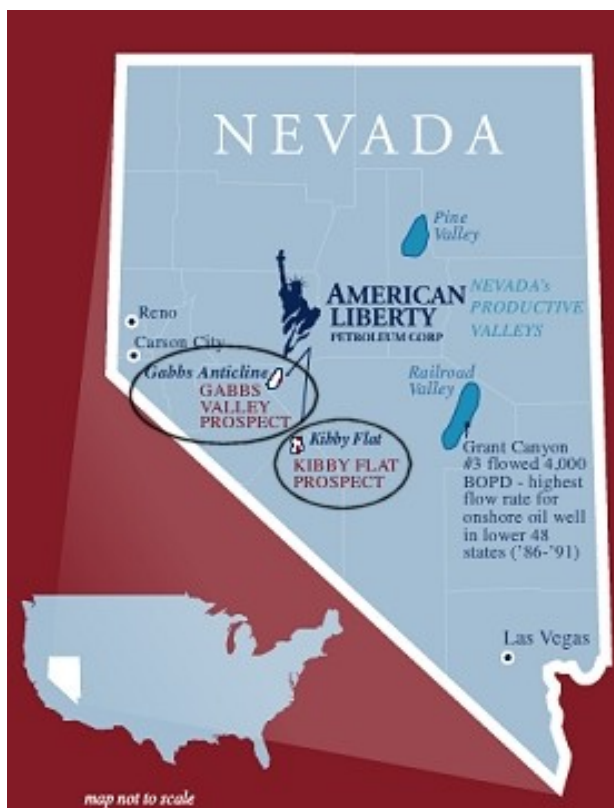 NEVADA
Pine
Valley
AMERICAN
LIBERTY
PETROLEUM CORP
NEVADA's
PRODUCTIVE
VALLEYS
Reno
Carson City
Gabbs Anticline
GABBS
VALLEY
PROSPECT
Railroad
Valley
Kibby Flat
KIBBY FLAT
PROSPECT
Grant Canyon
#3 flowed 4,000
BOPD - highest
flow rate for
onshore oil well
in lower 48
states ('86-'91)
Las Vegas
map not to scale